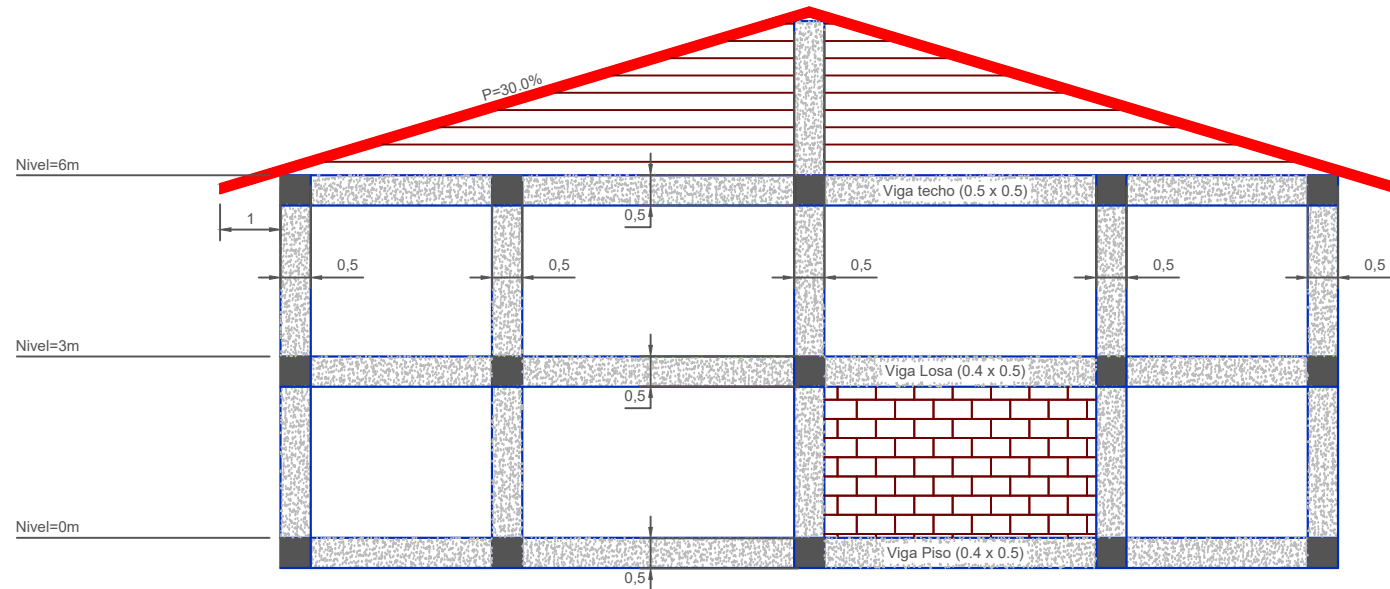 P=30.0%
Nivel=6m
Viga techo (0.5 x 0.5)
1
0,5
0,5
0,5
0,5
0,5
0,5
Nivel=3m
Viga Losa (0.4 x 0.5)
0,5
Nivel=0m
Viga Piso (0.4 x 0.5)
0,5